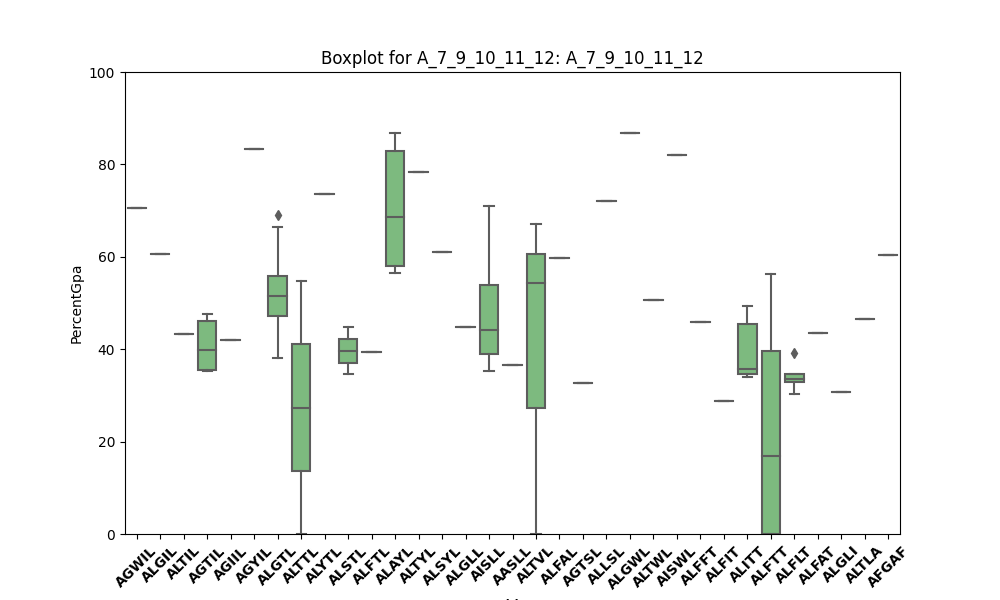 Boxplot for A_7_9_10_11_12: A_7_9_10_11_12
100
80
60
40
20
0
PercentGpa
AGWIL
ALGIL
ALTIL
AGTIL
AGIIL
AGYIL
ALGTL
ALTTL
ALYTL
ALSTL
ALFTL
ALAYL
ALTYL
ALSYL
ALGLL
AISLL
AASLL
ALTVL
ALFAL
AGTSL
ALLSL
ALGWL
ALTWL
AISWL
ALFFT
ALFIT
ALITT
ALFTT
ALFLT
ALFAT
ALGLI
ALTLA
AFGAF